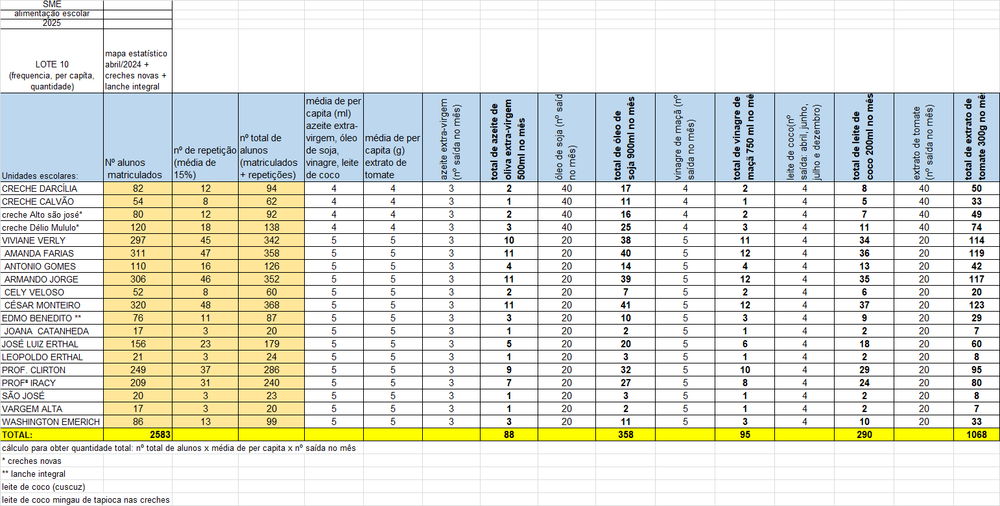 SME
alimentação escolar
2025
LOTE 10
(frequencia, per capíta,
quantidade)
mapa estatístico
abril/2024 +
creches novas +
lanche integral
Unidades escolares:
Nº alunos
matriculados
nº de repetição
(média de
15%)
nº total de
alunos
(matriculados
+ repetições)
média de per
capita (ml)
azeite extra-
virgem, óleo
de soja,
vinagre, leite
de coco
média de per
capita (g)
extrato de
tomate
azeite extra-virgem
(nº saída no mês)
total de azeite de
oliva extra-virgem
500ml no mês
óleo de soja (nº saíd
no mês)
total de óleo de
soja 900ml no mês
vinagre de maçã (nº
saída no mês)
total de vinagre de
maçã 750 ml no mê
leite de coco(nº
saída: abril, junho,
julho e dezembro)
total de leite de
coco 200ml no mês
extrato de tomate
(nº saída no mês)
total de extrato de
tomate 300g no mês
CRECHE DARCÍLIA 82 12 94 4 4 3 2 40 17 4 2 4 8 40 50
CRECHE CALVÃO 54 8 62 4 4 3 1 40 11 4 1 4 5 40 33
creche Alto são josé* 80 12 92 4 4 3 2 40 16 4 2 4 7 40 49
creche Délio Mululo* 120 18 138 4 4 3 3 40 25 4 3 4 11 40 74
VIVIANE VERLY 297 45 342 5 5 3 10 20 38 5 11 4 34 20 114
AMANDA FARIAS 311 47 358 5 5 3 11 20 40 5 12 4 36 20 119
ANTONIO GOMES 110 16 126 5 5 3 4 20 14 5 4 4 13 20 42
ARMANDO JORGE 306 46 352 5 5 3 11 20 39 5 12 4 35 20 117
CELY VELOSO 52 8 60 5 5 3 2 20 7 5 2 4 6 20 20
CÉSAR MONTEIRO 320 48 368 5 5 3 11 20 41 5 12 4 37 20 123
EDMO BENEDITO ** 76 11 87 5 5 3 3 20 10 5 3 4 9 20 29
JOANA CATANHEDA 17 3 20 5 5 3 1 20 2 5 1 4 2 20 7
JOSÉ LUIZ ERTHAL 156 23 179 5 5 3 5 20 20 5 6 4 18 20 60
LEOPOLDO ERTHAL 21 3 24 5 5 3 1 20 3 5 1 4 2 20 8
PROF. CLIRTON 249 37 286 5 5 3 9 20 32 5 10 4 29 20 95
PROFª IRACY 209 31 240 5 5 3 7 20 27 5 8 4 24 20 80
SÃO JOSÉ 20 3 23 5 5 3 1 20 3 5 1 4 2 20 8
VARGEM ALTA 17 3 20 5 5 3 1 20 2 5 1 4 2 20 7
WASHINGTON EMERICH 86 13 99 5 5 3 3 20 11 5 3 4 10 20 33
TOTAL: 2583 88 358 95 290 1068
cálculo para obter quantidade total: nº total de alunos x média de per capita x nº saída no mês
* creches novas
** lanche integral
leite de coco (cuscuz)
leite de coco mingau de tapioca nas creches